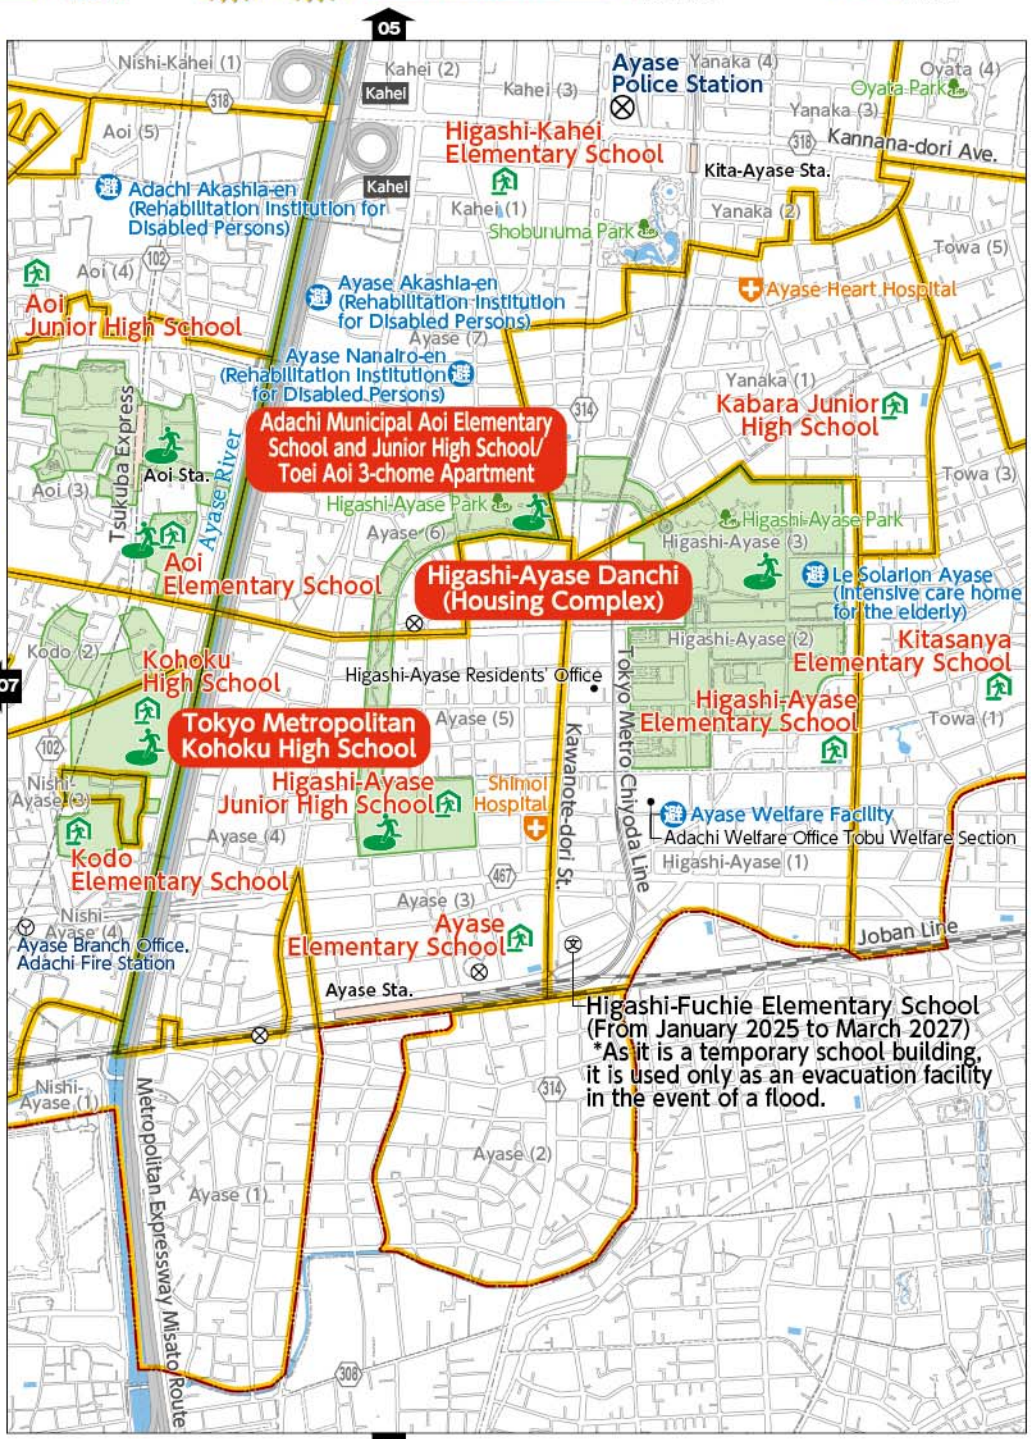 05
Nishi-Kahei (1)
Kahei (2)
Kahei
Kahei (3)
Ayase
Police Station
Yanaka (4)
Oyata (4)
Oyata Park
Yanaka (3)
318
Aoi (5)
318
Kannana-dori Ave.
Higashi-Kahei
Elementary School
Kita-Ayase Sta.
Kahei
Adachi Akashia-en
(Rehabilitation Institution for
Disabled Persons)
Kahei (1)
Yanaka (2)
Shobunuma Park
Towa (5)
102
Aoi (4)
Aoi
Junior High School
Ayase Akashia-en
(Rehabilitation Institution
for Disabled Persons)
Ayase Heart Hospital
Ayase (7)
Ayase Nanairo-en
(Rehabilitation Institution
for Disabled Persons)
Yanaka (1)
Kabara Junior
High School
314
Tsukuba Express
Adachi Municipal Aoi Elementary
School and Junior High School/
Toei Aoi 3-chome Apartment
Aoi Sta.
Aoi (3)
Ayase River
Towa (3)
Higashi-Ayase Park
Ayase (6)
Higashi-Ayase Park
Higashi-Ayase (3)
Aoi
Elementary School
Higashi-Ayase Danchi
(Housing Complex)
Le Solarion Ayase
(Intensive care home
for the elderly)
Higashi-Ayase (2)
Kitasanya
Elementary School
Kodo (2)
Kohoku
High School
Higashi-Ayase Residents' Office
07
Tokyo Metropolitan
Kohoku High School
Ayase (5)
Higashi-Ayase
Elementary School
Towa (1)
Kawanote-dori St.
Tokyo Metro Chiyoda Line
102
Nishi-
Ayase (3)
Higashi-Ayase
Junior High School
Shimoi
Hospital
Ayase Welfare Facility
Adachi Welfare Office Tobu Welfare Section
Ayase (4)
Higashi-Ayase (1)
Kodo
Elementary School
467
Ayase (3)
Nishi-
Ayase (4)
Ayase Branch Office,
Adachi Fire Station
Ayase
Elementary School
Joban Line
Ayase Sta.
Higashi-Fuchie Elementary School
(From January 2025 to March 2027)
*As it is a temporary school building,
it is used only as an evacuation facility
in the event of a flood.
Nishi-
Ayase (1)
314
Metropolitan Expressway Misato Route
Ayase (2)
Ayase (1)
308